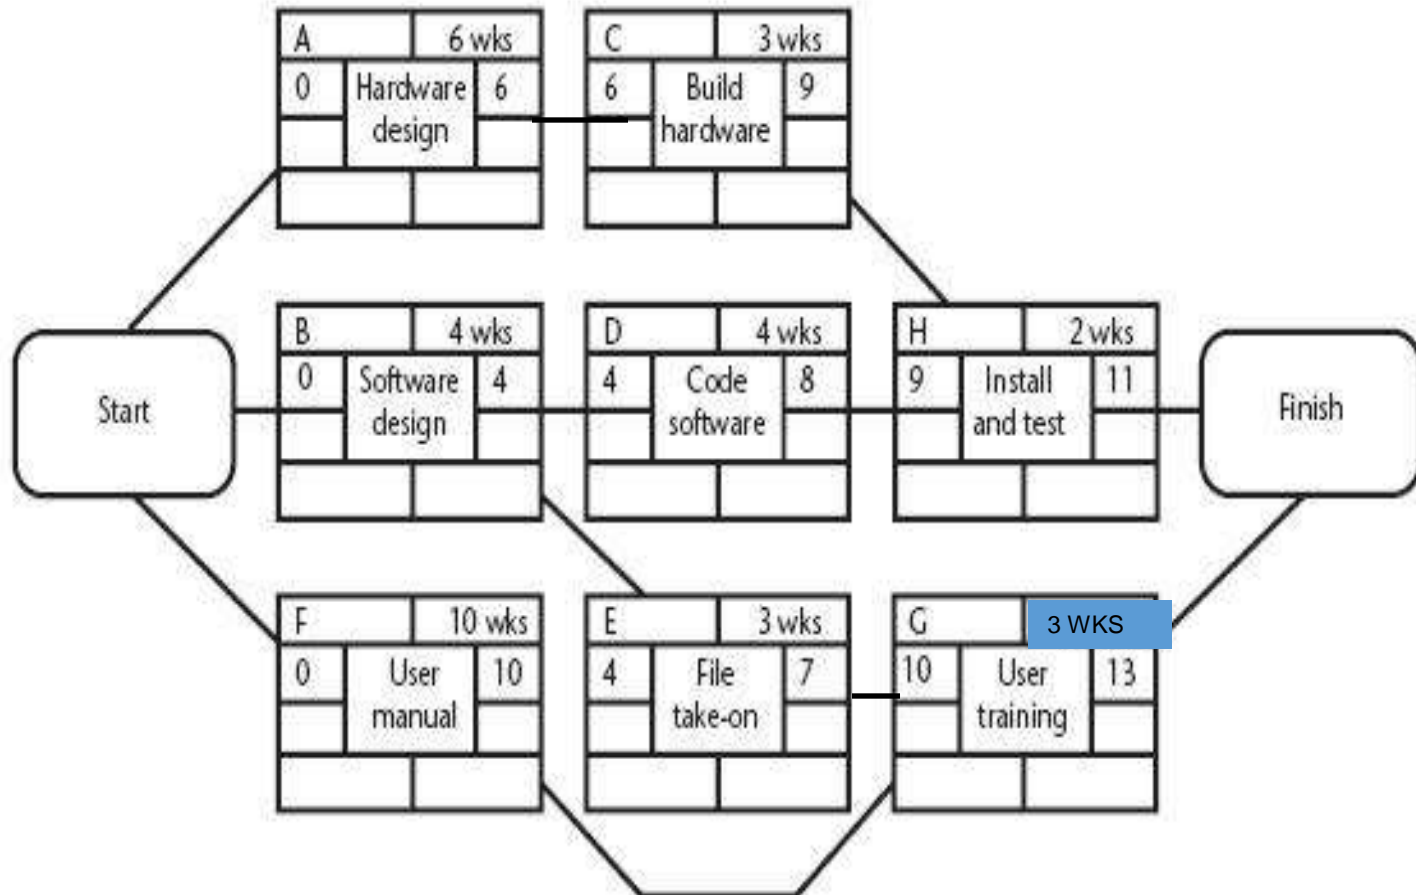 A 6 wks
0 Hardware 6
design
C 3 wks
6 Build 9
hardware
Start
B 4 wks
0 Software 4
design
D 4 wks
4 Code 8
software
H 2 wks
9 Install 11
and test
Finish
F 10 wks
0 User 10
manual
E 3 wks
4 File 7
take-on
G 3 WKS
10 User 13
training